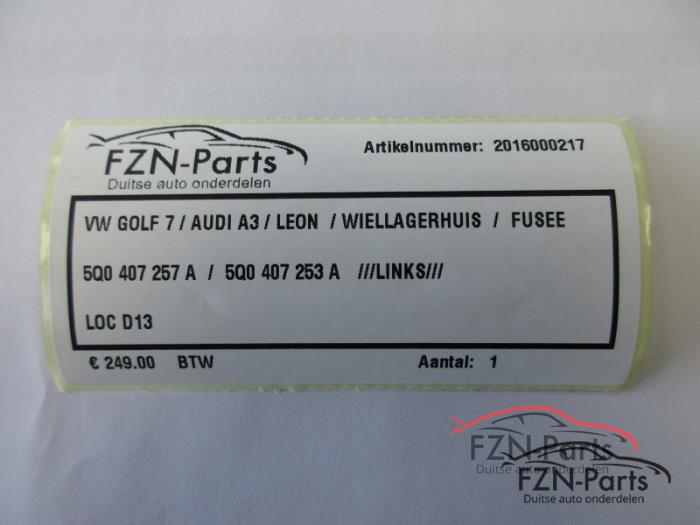 FZN-Parts
Duitse auto onderdelen
Artikelnummer: 2016000217
VW GOLF 7 / AUDI A3 / LEON / WIELLAGERHUIS / FUSEE
5Q0 407 257 A / 5Q0 407 253 A ///LINKS///
LOC D13
€ 249.00 BTW Aantal: 1
FZN-Parts
Duitse auto onderdelen
FZN-Parts
Duitse auto onderdelen